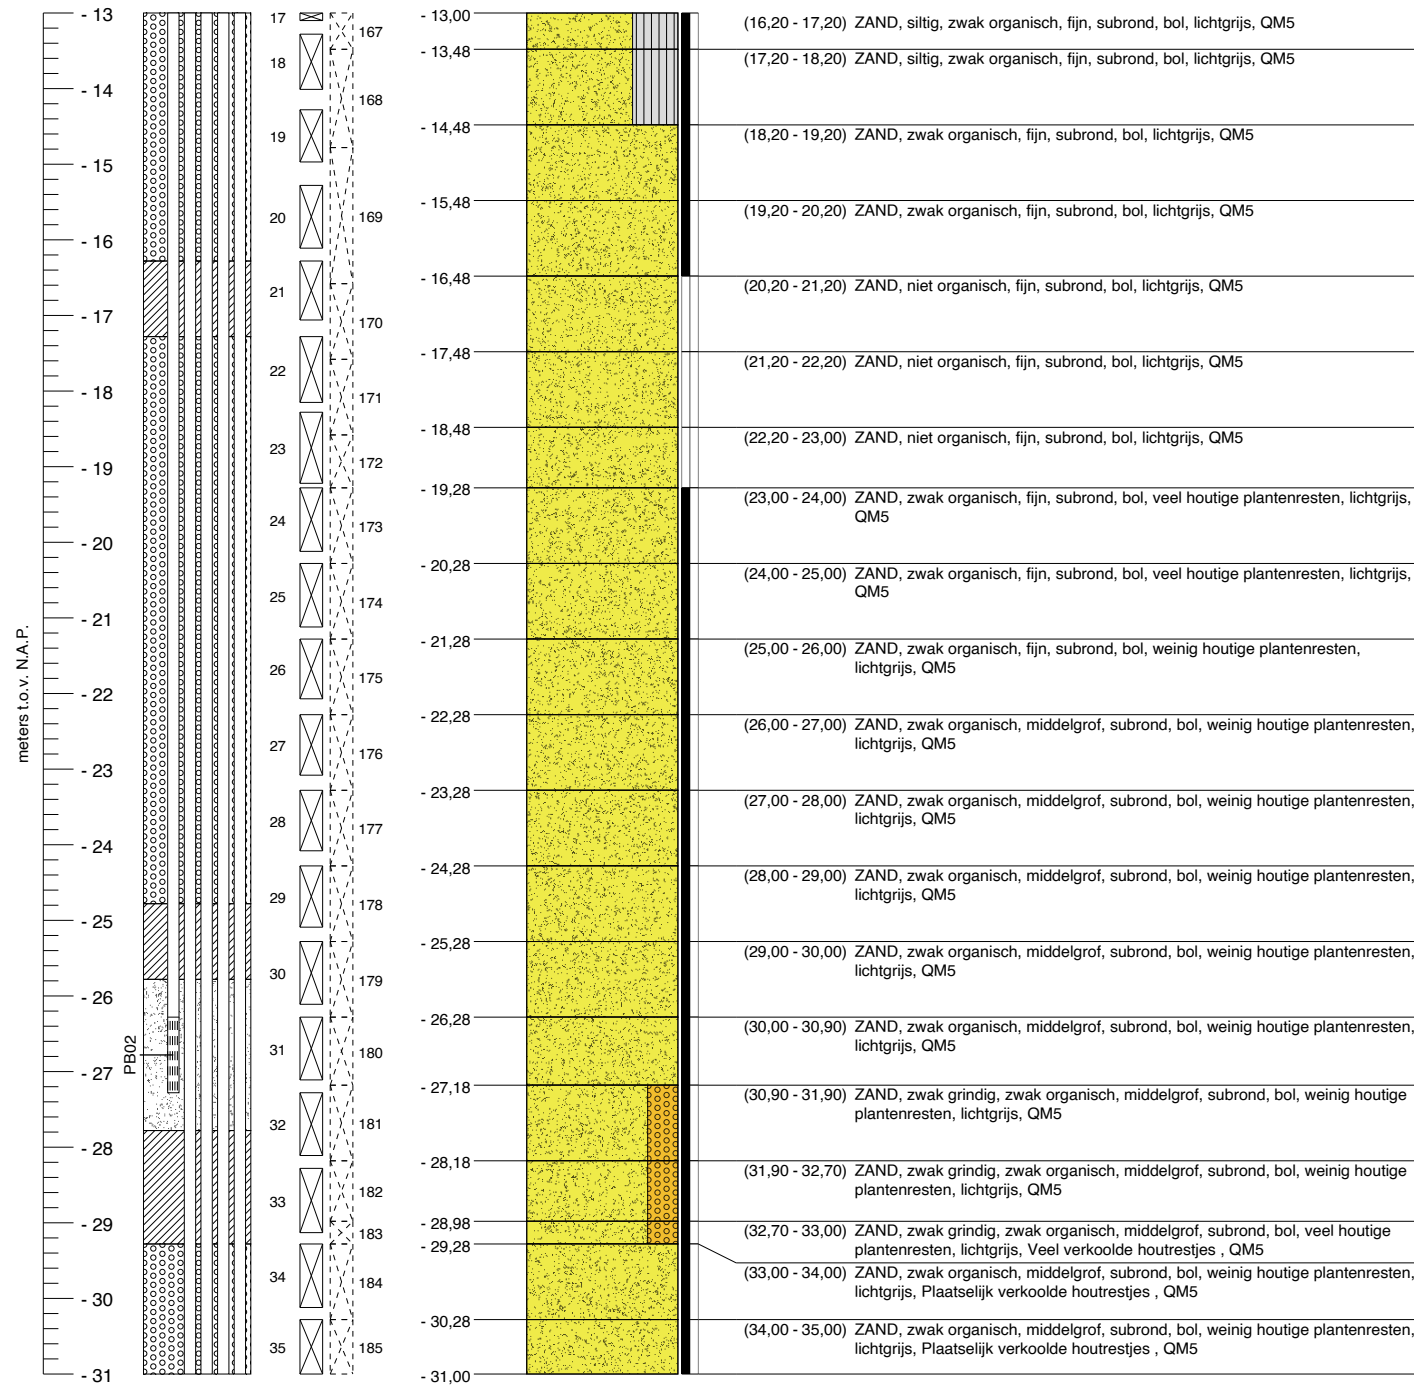 meters t.o.v. N.A.P.
- 13
- 14
- 15
- 16
- 17
- 18
- 19
- 20
- 21
- 22
- 23
- 24
- 25
- 26
- 27
- 28
- 29
- 30
- 31
PB02
17
18
19
20
21
22
23
24
25
26
27
28
29
30
31
32
33
34
35
167
168
169
170
171
172
173
174
175
176
177
178
179
180
181
182
183
184
185
- 13,00
- 13,48
- 14,48
- 15,48
- 16,48
- 17,48
- 18,48
- 19,28
- 20,28
- 21,28
- 22,28
- 23,28
- 24,28
- 25,28
- 26,28
- 27,18
- 28,18
- 28,98
- 29,28
- 30,28
- 31,00
(16,20 - 17,20) ZAND, siltig, zwak organisch, fijn, subrond, bol, lichtgrijs, QM5
(17,20 - 18,20) ZAND, siltig, zwak organisch, fijn, subrond, bol, lichtgrijs, QM5
(18,20 - 19,20) ZAND, zwak organisch, fijn, subrond, bol, lichtgrijs, QM5
(19,20 - 20,20) ZAND, zwak organisch, fijn, subrond, bol, lichtgrijs, QM5
(20,20 - 21,20) ZAND, niet organisch, fijn, subrond, bol, lichtgrijs, QM5
(21,20 - 22,20) ZAND, niet organisch, fijn, subrond, bol, lichtgrijs, QM5
(22,20 - 23,00) ZAND, niet organisch, fijn, subrond, bol, lichtgrijs, QM5
(23,00 - 24,00) ZAND, zwak organisch, fijn, subrond, bol, veel houtige plantenresten, lichtgrijs,
QM5
(24,00 - 25,00) ZAND, zwak organisch, fijn, subrond, bol, veel houtige plantenresten, lichtgrijs,
QM5
(25,00 - 26,00) ZAND, zwak organisch, fijn, subrond, bol, weinig houtige plantenresten,
lichtgrijs, QM5
(26,00 - 27,00) ZAND, zwak organisch, middelgrof, subrond, bol, weinig houtige plantenresten,
lichtgrijs, QM5
(27,00 - 28,00) ZAND, zwak organisch, middelgrof, subrond, bol, weinig houtige plantenresten,
lichtgrijs, QM5
(28,00 - 29,00) ZAND, zwak organisch, middelgrof, subrond, bol, weinig houtige plantenresten,
lichtgrijs, QM5
(29,00 - 30,00) ZAND, zwak organisch, middelgrof, subrond, bol, weinig houtige plantenresten,
lichtgrijs, QM5
(30,00 - 30,90) ZAND, zwak organisch, middelgrof, subrond, bol, weinig houtige plantenresten,
lichtgrijs, QM5
(30,90 - 31,90) ZAND, zwak grindig, zwak organisch, middelgrof, subrond, bol, weinig houtige
plantenresten, lichtgrijs, QM5
(31,90 - 32,70) ZAND, zwak grindig, zwak organisch, middelgrof, subrond, bol, weinig houtige
plantenresten, lichtgrijs, QM5
(32,70 - 33,00) ZAND, zwak grindig, zwak organisch, middelgrof, subrond, bol, veel houtige
plantenresten, lichtgrijs, Veel verkoolde houtrestjes , QM5
(33,00 - 34,00) ZAND, zwak organisch, middelgrof, subrond, bol, weinig houtige plantenresten,
lichtgrijs, Plaatselijk verkoolde houtrestjes , QM5
(34,00 - 35,00) ZAND, zwak organisch, middelgrof, subrond, bol, weinig houtige plantenresten,
lichtgrijs, Plaatselijk verkoolde houtrestjes , QM5